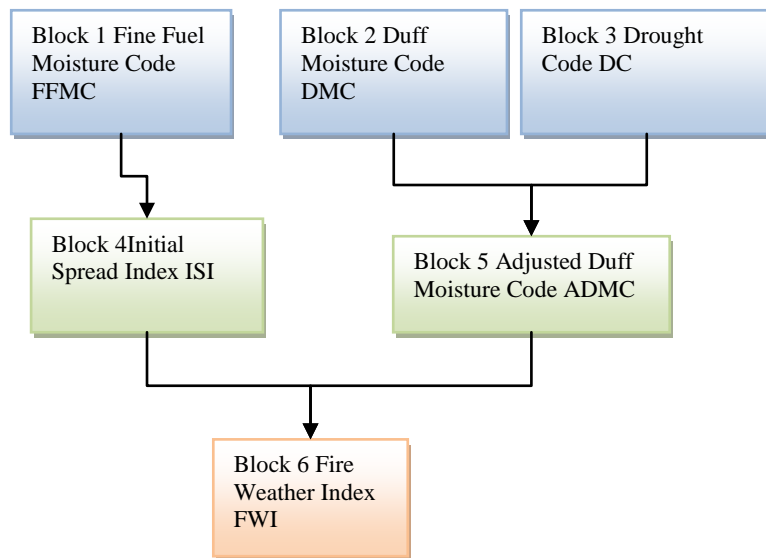 Block 1 Fine Fuel
Moisture Code
FFMC
Block 2 Duff
Moisture Code
DMC
Block 3 Drought
Code DC
Block 4Initial
Spread Index ISI
Block 5 Adjusted Duff
Moisture Code ADMC
Block 6 Fire
Weather Index
FWI